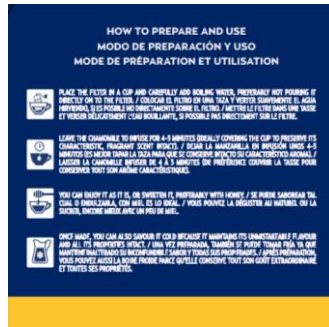 HOW TO PREPARE AND USE
MODO DE PREPARACIÓN Y USO
MODE DE PRÉPARATION ET UTILISATION
PLACE THE FILTER IN A CUP AND CAREFULLY ADD BOILING WATER, PREFERABLY NOT POURING IT
DIRECTLY ON TO THE FILTER. / COLOCAR EL FILTRO EN UNA TAZA Y VERTER SUAVEMENTE EL AGUA
HIRVIENDO, SI ES POSIBLE NO DIRECTAMENTE SOBRE EL FILTRO. / METTRE LE FILTRE DANS UNE TASSE
ET VERSER DÉLICATEMENT L'EAU BOUILLANTE, SI POSSIBLE PAS DIRECTEMENT SUR LE FILTRE.
LEAVE THE CHAMOMILE TO INFUSE FOR 4-5 MINUTES (IDEALLY COVERING THE CUP TO PRESERVE ITS
CHARACTERISTIC, FRAGRANT SCENT INTACT). / DEJAR LA MANZANILLA EN INFUSIÓN UNOS 4-5
MINUTOS (ES MEJOR TAPAR LA TAZA PARA QUE SE CONSERVE INTACTO SU CARACTERÍSTICO AROMA). /
LAISSER LA CAMOMILLE INFUSER DE 4 À 5 MINUTES (DE PRÉFÉRENCE COUVRIR LA TASSE POUR
CONSERVER TOUT SON ARÔME CARACTÉRISTIQUE).
YOU CAN ENJOY IT AS IT IS, OR SWEETEN IT, PREFERABLY WITH HONEY. / SE PUEDE SABOREAR TAL
CUAL O ENDULZARLA, CON MIEL ES LO IDEAL. / VOUS POUVEZ LA DÉGUSTER AU NATUREL OU LA
SUCRER, ENCORE MIEUX AVEC UN PEU DE MIEL.
ONCE MADE, YOU CAN ALSO SAVOUR IT COLD BECAUSE IT MAINTAINS ITS UNMISTAKABLE FLAVOUR
AND ALL ITS PROPERTIES INTACT. / UNA VEZ PREPARADA, TAMBIÉN SE PUEDE TOMAR FRÍA YA QUE
MANTIENE INALTERADO SU INCONFUNDIBLE SABOR Y TODAS SUS PROPIEDADES. / APRÈS PRÉPARATION,
VOUS POUVEZ AUSSI LA BOIRE FROIDE PARCE QU'ELLE CONSERVE TOUT SON GOÛT EXTRAORDINAIRE
ET TOUTES SES PROPRIÉTÉS.